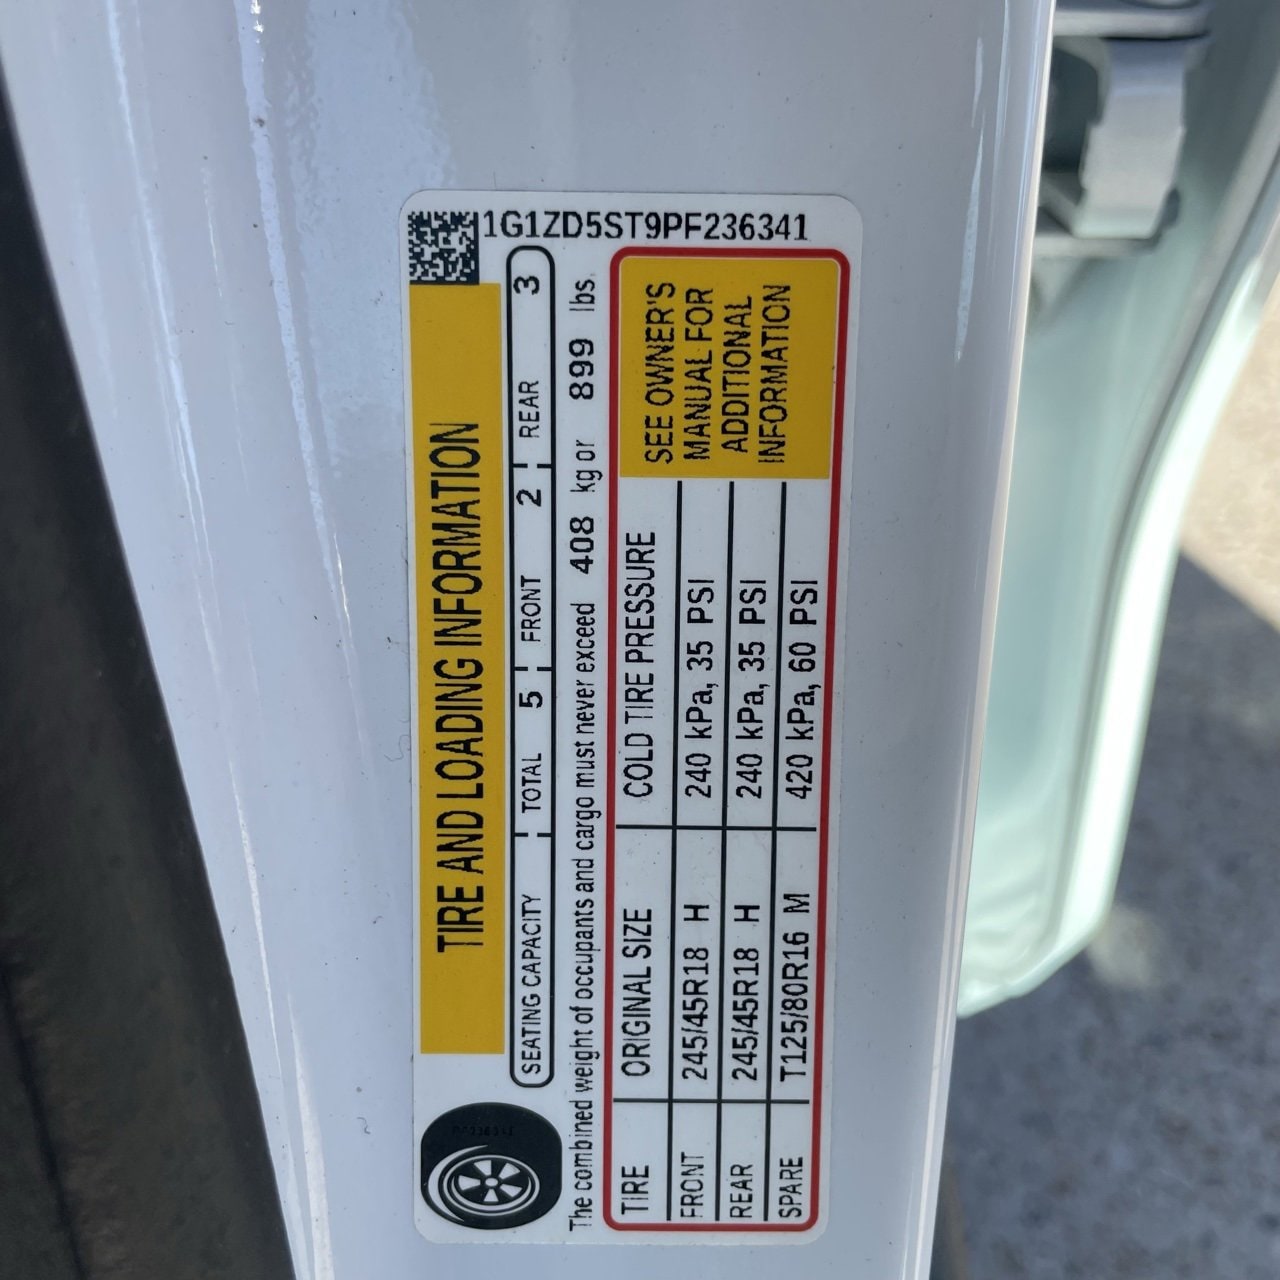 1G1ZD5ST9PF236341
TIRE AND LOADING INFORMATION
SEATING CAPACITY TOTAL 5 FRONT 2 REAR 3
The combined weight of occupants and cargo must never exceed 408 kg or 899 lbs.
TIRE ORIGINAL SIZE COLD TIRE PRESSURE
FRONT 245/45R18 H 240 kPa, 35 PSI
REAR 245/45R18 H 240 kPa, 35 PSI
SPARE T125/80R16 M 420 kPa, 60 PSI
SEE OWNER'S
MANUAL FOR
ADDITIONAL
INFORMATION